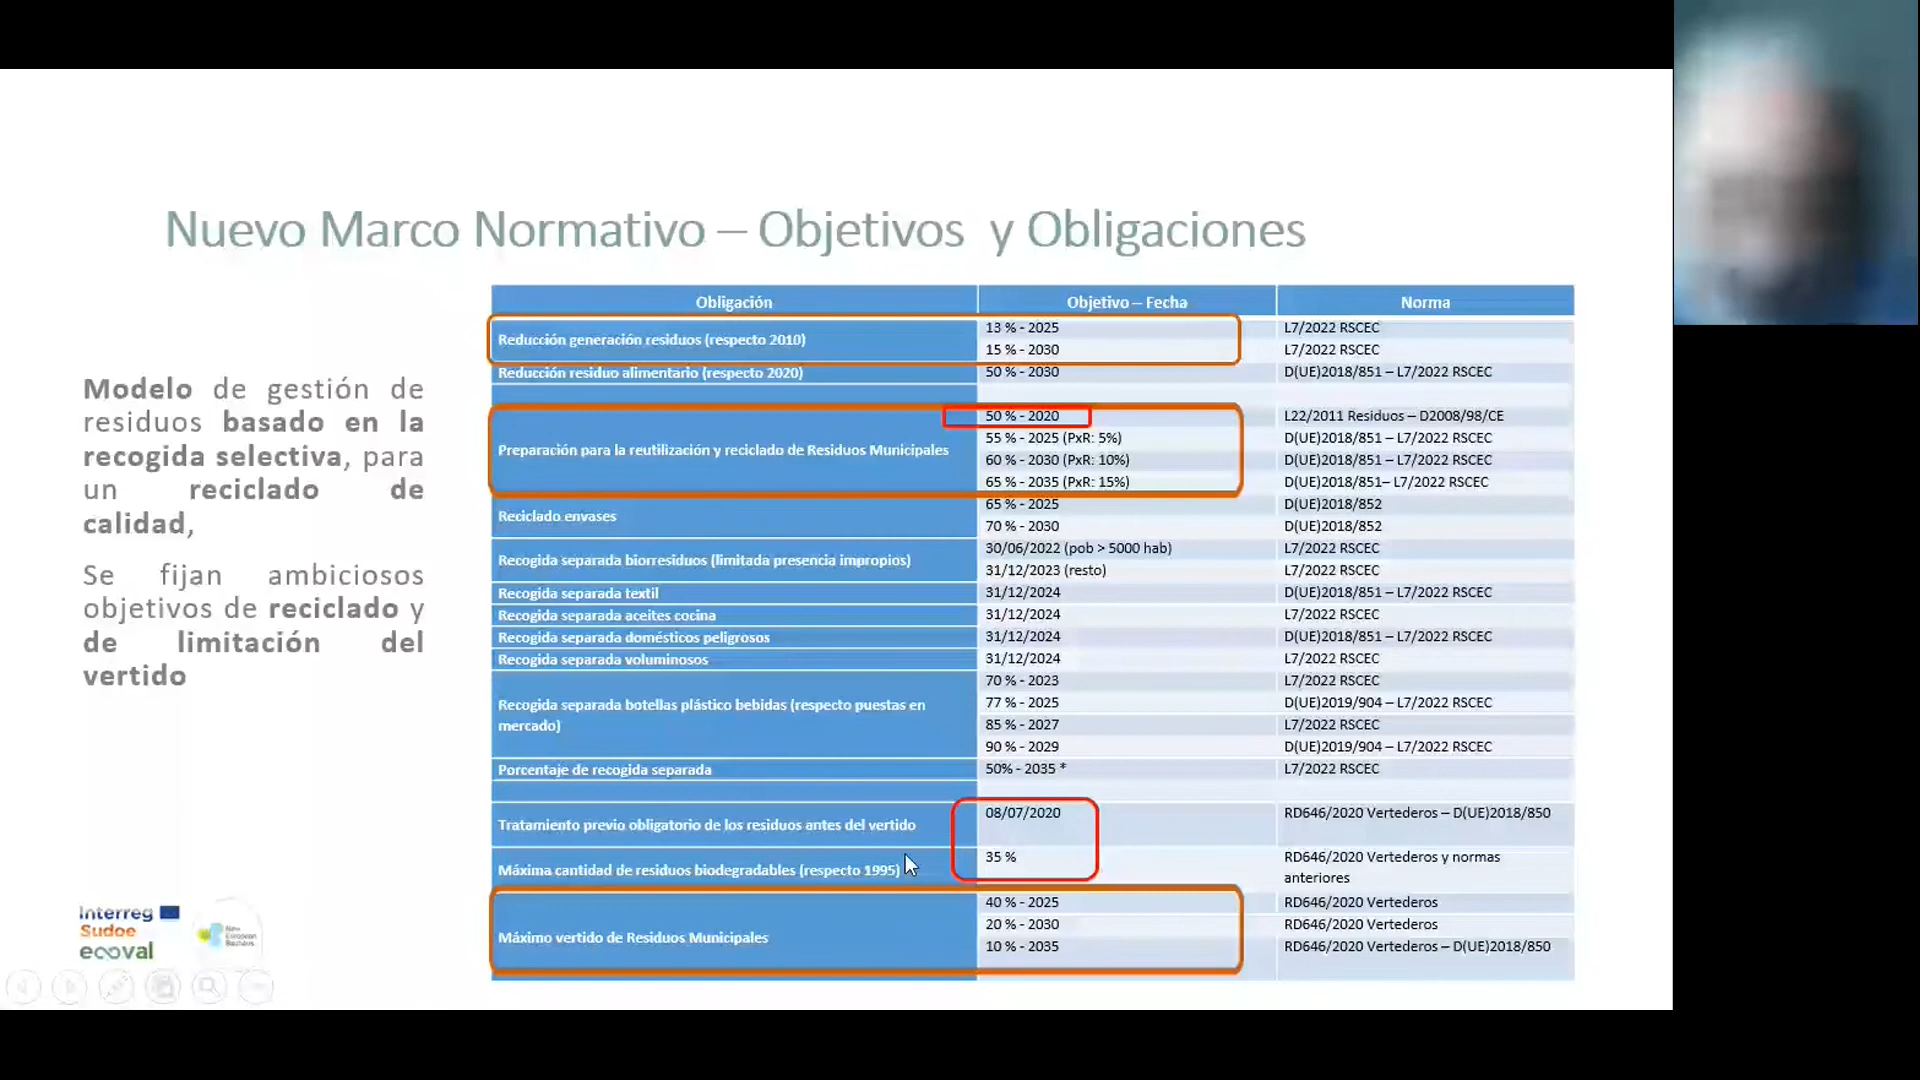 Nuevo Marco Normativo – Objetivos y Obligaciones
Modelo de gestión de
residuos basado en la
recogida selectiva, para
un reciclado de
calidad,
Se fijan ambiciosos
objetivos de reciclado y
de limitación del
vertido
Obligación Objetivo – Fecha Norma
Reducción generación residuos (respecto 2010)
13 % - 2025 L7/2022 RSCEC
15 % - 2030 L7/2022 RSCEC
Reducción residuo alimentario (respecto 2020) 50 % - 2030 D(UE)2018/851 – L7/2022 RSCEC
Preparación para la reutilización y reciclado de Residuos Municipales
50 % - 2020 L22/2011 Residuos – D2008/98/CE
55 % - 2025 (PxR: 5%) D(UE)2018/851 – L7/2022 RSCEC
60 % - 2030 (PxR: 10%) D(UE)2018/851 – L7/2022 RSCEC
65 % - 2035 (PxR: 15%) D(UE)2018/851– L7/2022 RSCEC
Reciclado envases
65 % - 2025 D(UE)2018/852
70 % - 2030 D(UE)2018/852
Recogida separada biorresiduos (limitada presencia impropios)
30/06/2022 (pob > 5000 hab) L7/2022 RSCEC
31/12/2023 (resto) L7/2022 RSCEC
Recogida separada textil 31/12/2024 D(UE)2018/851 – L7/2022 RSCEC
Recogida separada aceites cocina 31/12/2024 L7/2022 RSCEC
Recogida separada domésticos peligrosos 31/12/2024 D(UE)2018/851 – L7/2022 RSCEC
Recogida separada voluminosos 31/12/2024 L7/2022 RSCEC
Recogida separada botellas plástico bebidas (respecto puestas en
mercado)
70 % - 2023 L7/2022 RSCEC
77 % - 2025 D(UE)2019/904 – L7/2022 RSCEC
85 % - 2027 L7/2022 RSCEC
90 % - 2029 D(UE)2019/904 – L7/2022 RSCEC
Porcentaje de recogida separada 50% - 2035 * L7/2022 RSCEC
Tratamiento previo obligatorio de los residuos antes del vertido 08/07/2020 RD646/2020 Vertederos – D(UE)2018/850
Máxima cantidad de residuos biodegradables (respecto 1995) 35 % RD646/2020 Vertederos y normas
anteriores
Máximo vertido de Residuos Municipales
40 % - 2025 RD646/2020 Vertederos
20 % - 2030 RD646/2020 Vertederos
10 % - 2035 RD646/2020 Vertederos – D(UE)2018/850
Interreg
Sudoe
ecoval
New
European
Bauhaus